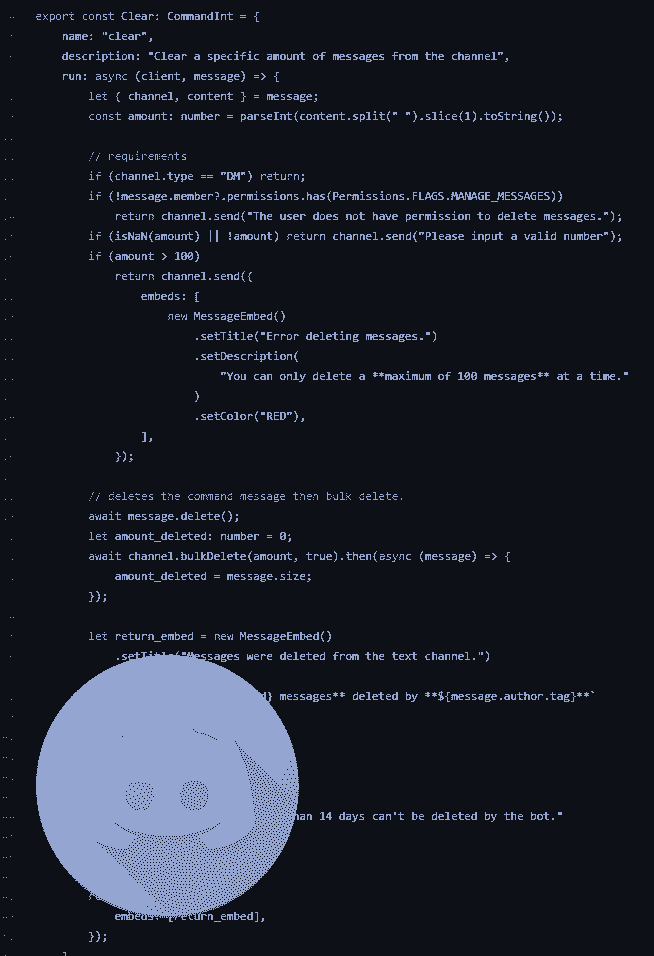 export const Clear: CommandInt = {
name: "clear",
description: "Clear a specific amount of messages from the channel",
run: async (client, message) => {
let { channel, content } = message;
const amount: number = parseInt(content.split(" ").slice(1).toString());
// requirements
if (channel.type == "DM") return;
if (!message.member?.permissions.has(Permissions.FLAGS.MANAGE_MESSAGES))
return channel.send("The user does not have permission to delete messages.");
if (isNaN(amount) || !amount) return channel.send("Please input a valid number");
if (amount > 100)
return channel.send({
embeds: [
new MessageEmbed()
.setTitle("Error deleting messages.")
.setDescription(
"You can only delete a **maximum of 100 messages** at a time."
)
.setColor("RED"),
],
});
// deletes the command message then bulk delete.
await message.delete();
let amount_deleted: number = 0;
await channel.bulkDelete(amount, true).then(async (message) => {
amount_deleted = message.size;
});
let return_embed = new MessageEmbed()
.setTitle("Messages were deleted from the text channel.")
} messages** deleted by **${message.author.tag}**`
14 days can't be deleted by the bot."
embeds: [return_embed],
});